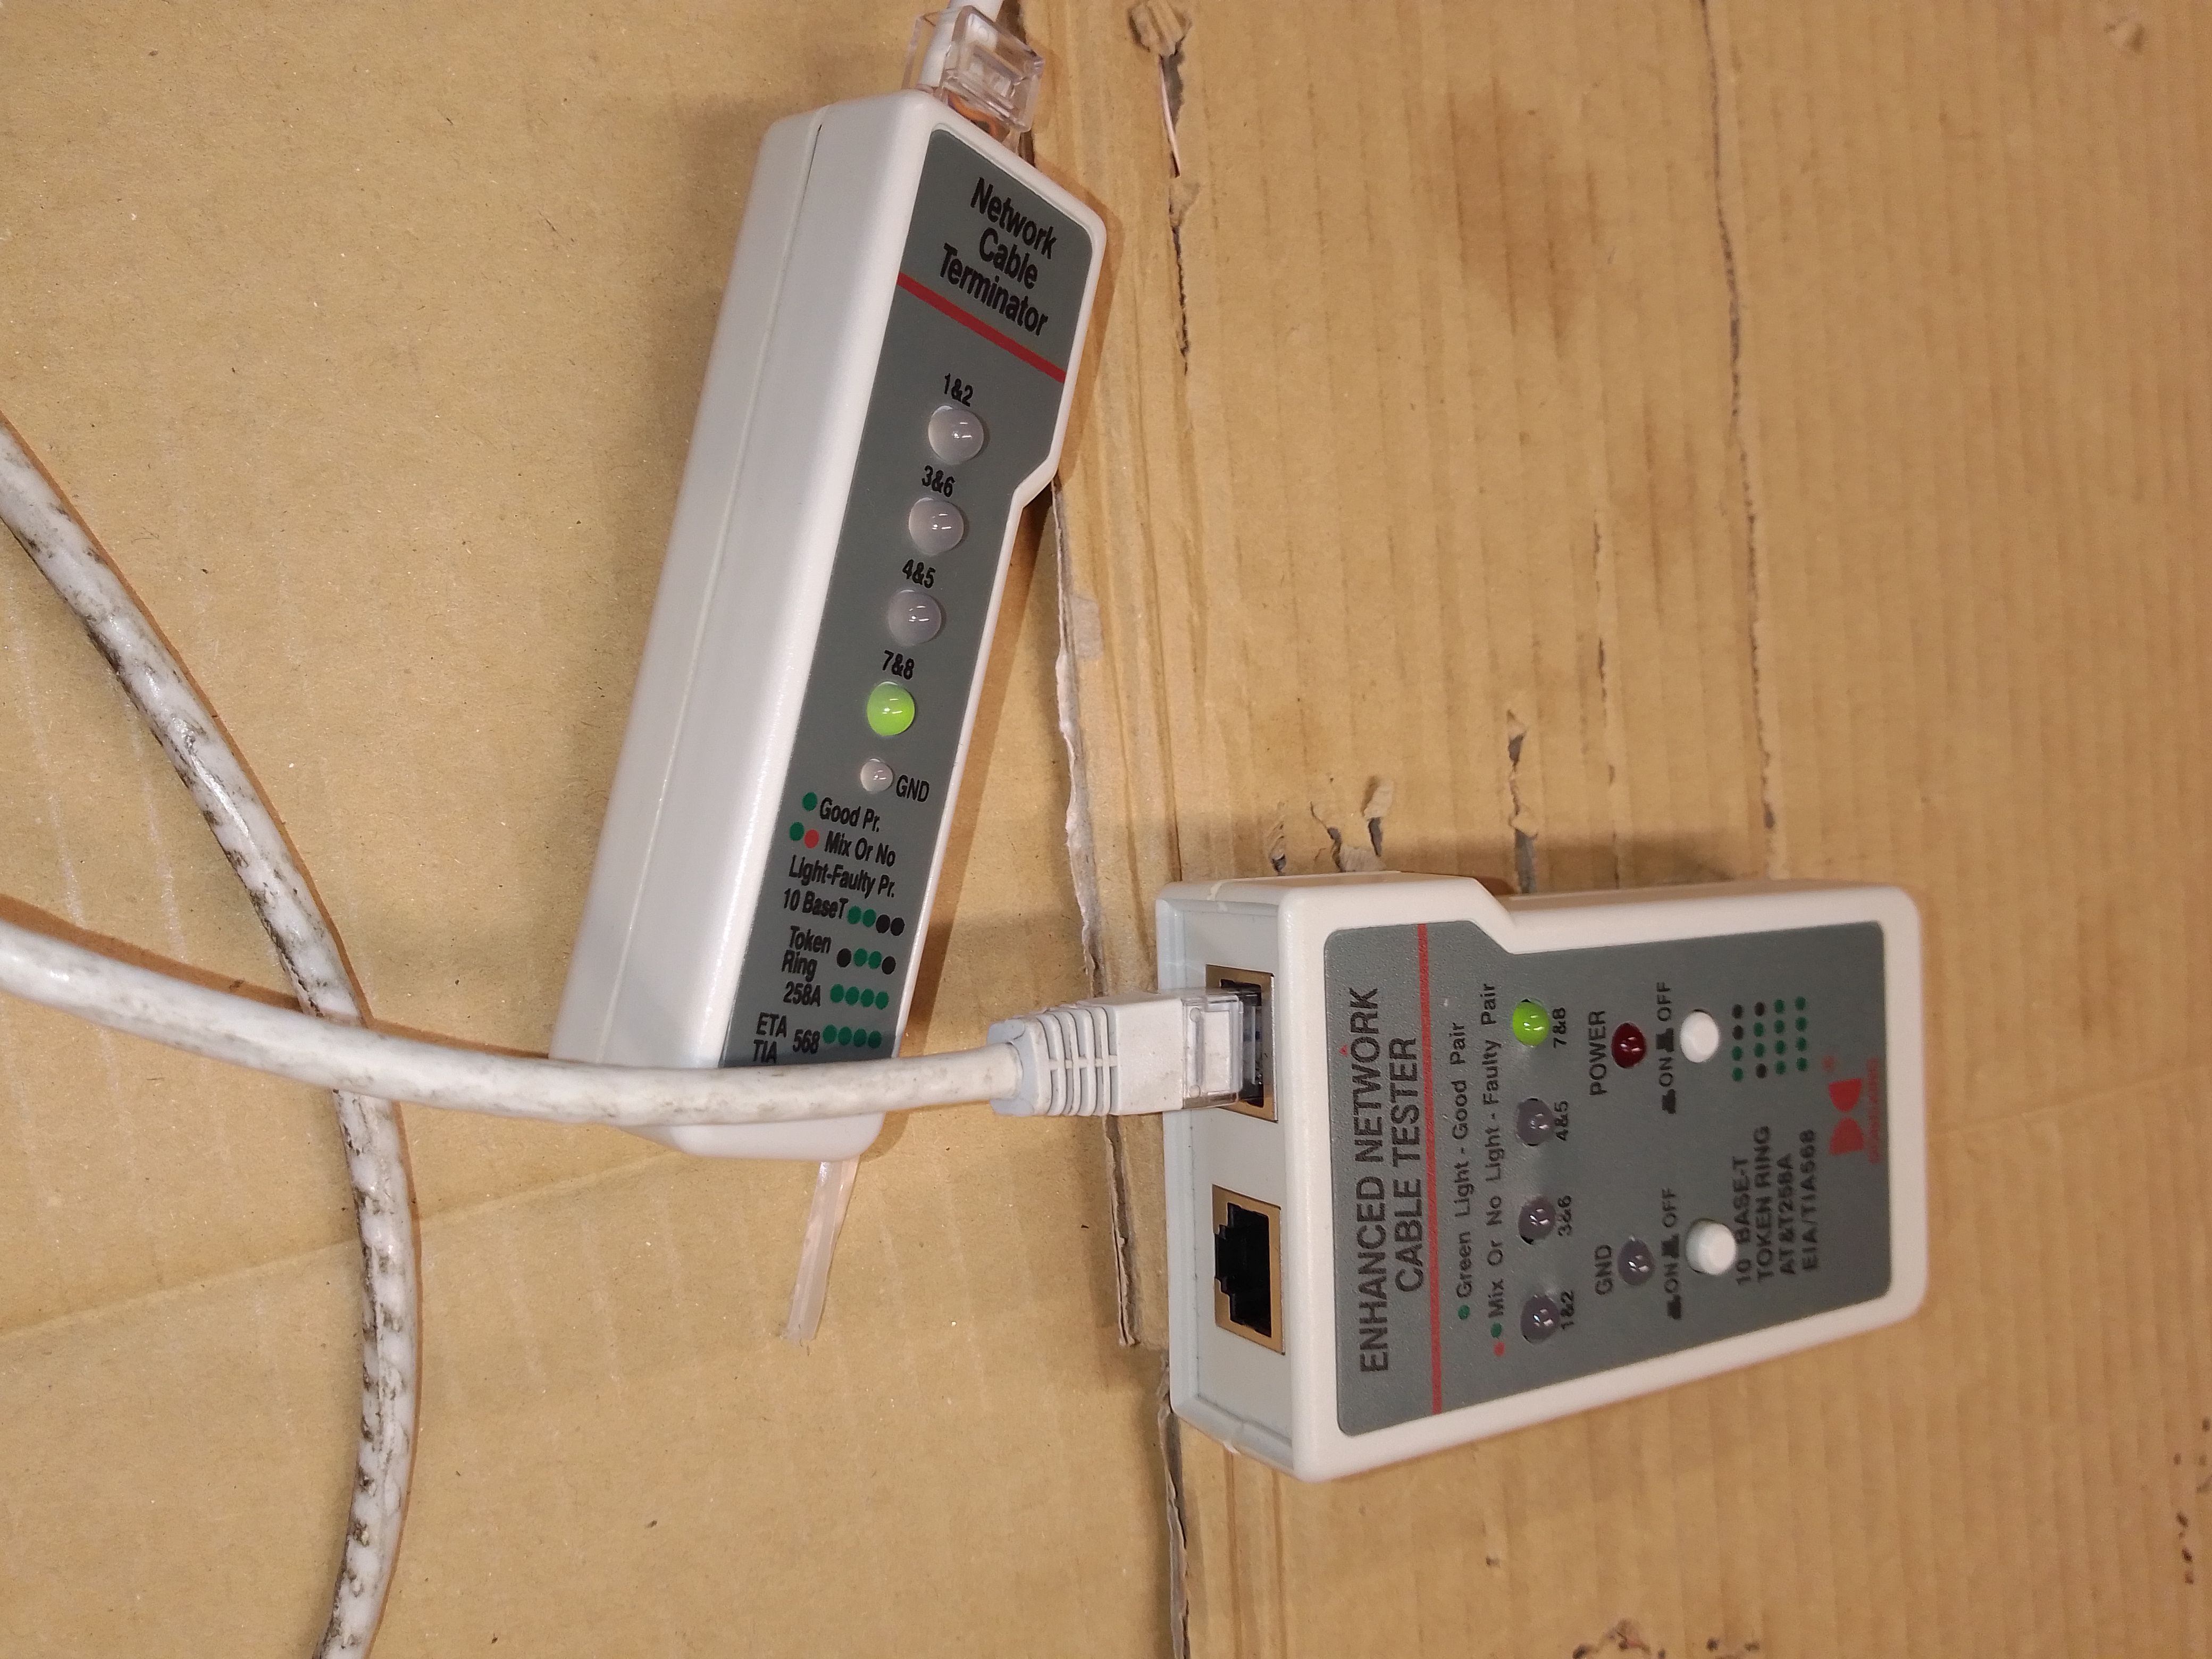 Network
Cable
Terminator
1&2
3&6
4&5
7&8
GND
Good Pr.
Mix Or No
Light-Faulty Pr.
10 BaseT
Token
Ring
258A
ETA
TIA 568
ENHANCED NETWORK
CABLE TESTER
Green Light - Good Pair
Mix Or No Light - Faulty Pair
1&2 3&6 4&5 7&8
GND POWER
ON OFF ON OFF
10 BASE-T
TOKEN RING
AT&T258A
EIA/TIA568